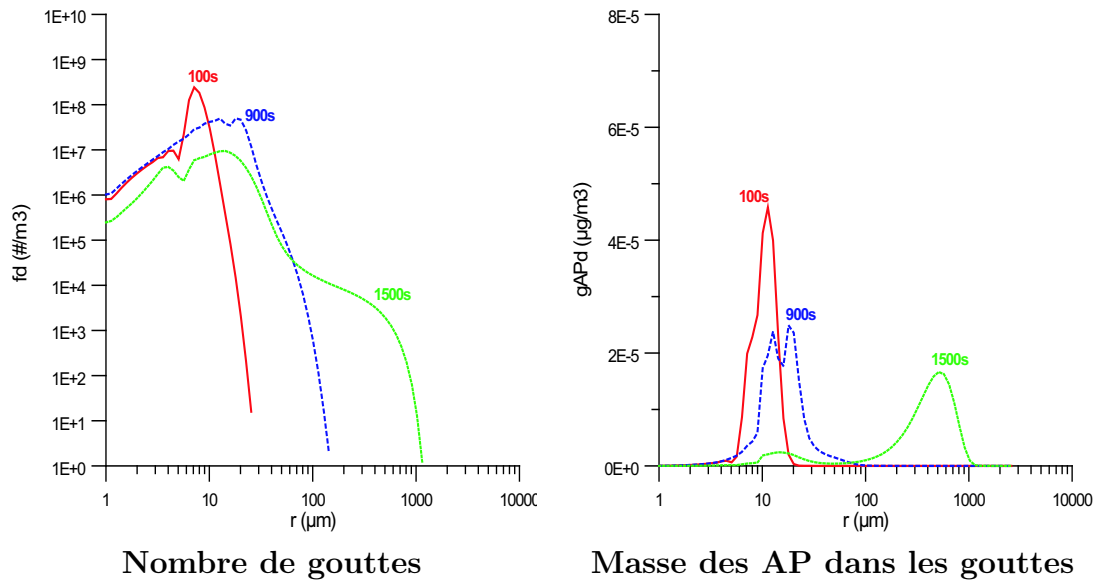 1E+10
1E+9
1E+8
1E+7
1E+6
1E+5
1E+4
1E+3
1E+2
1E+1
1E+0
fd (#/m3)
100s
900s
1500s
1
10
100
1000
10000
r (µm)
Nombre de gouttes
8E-5
6E-5
4E-5
2E-5
0E+0
gAPd (µg/m3)
100s
900s
1500s
1
10
100
1000
10000
r (µm)
Masse des AP dans les gouttes